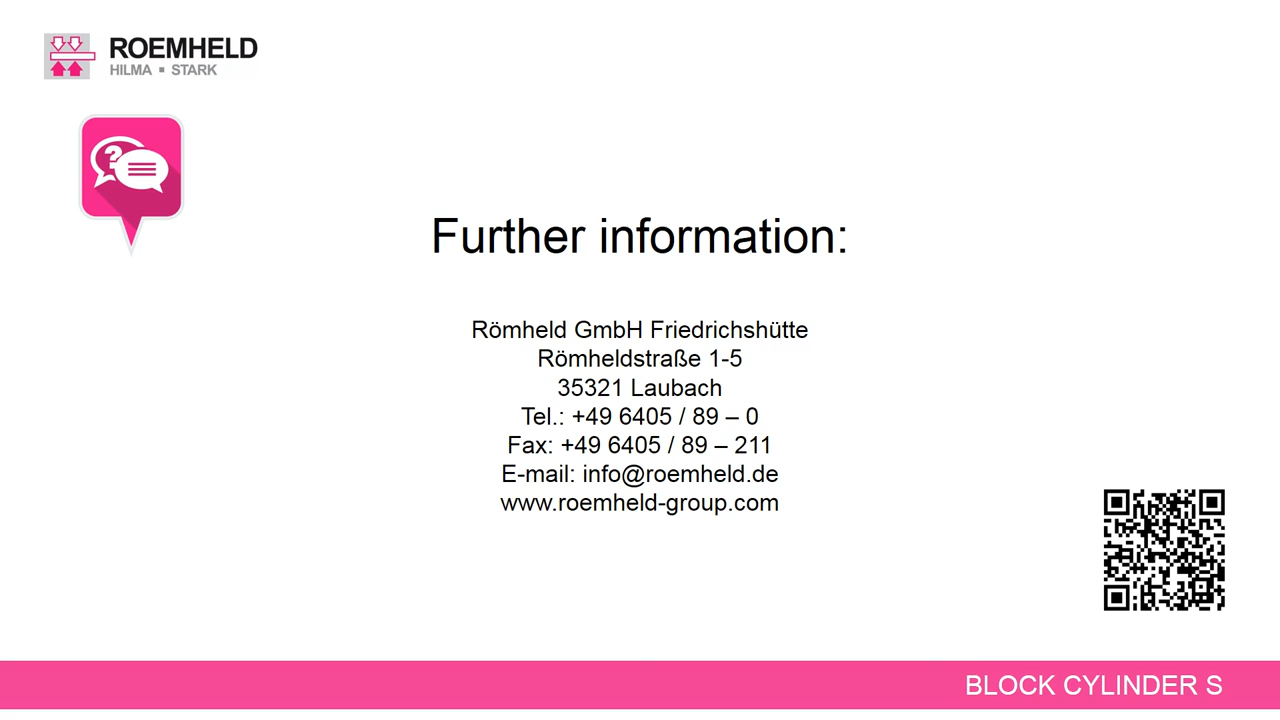 ROEMHELD
HILMA ▪ STARK
?
Further information:
Römheld GmbH Friedrichshütte
Römheldstraße 1-5
35321 Laubach
Tel.: +49 6405 / 89 – 0
Fax: +49 6405 / 89 – 211
E-mail: info@roemheld.de
www.roemheld-group.com
BLOCK CYLINDER S